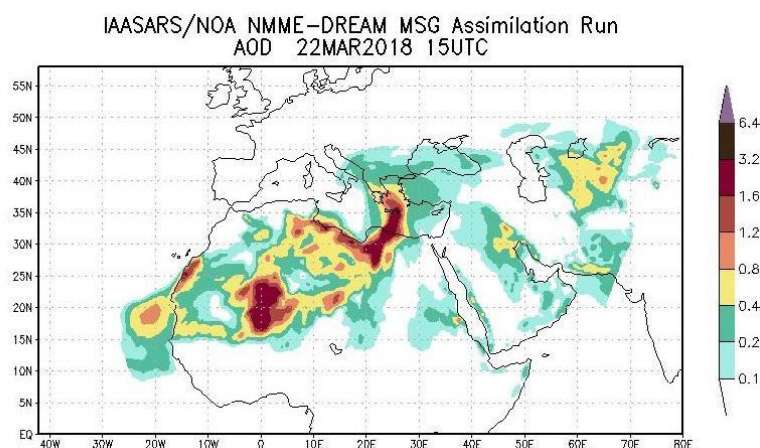 IAASARS/NOA NMME-DREAM MSG Assimilation Run
AOD 22MAR2018 15UTC
55N
50N
45N
40N
35N
30N
25N
20N
15N
10N
5N
EQ
40W 30W 20W 10W 0 10E 20E 30E 40E 50E 60E 70E 80E
6.4
3.2
1.6
1.2
0.8
0.4
0.2
0.1